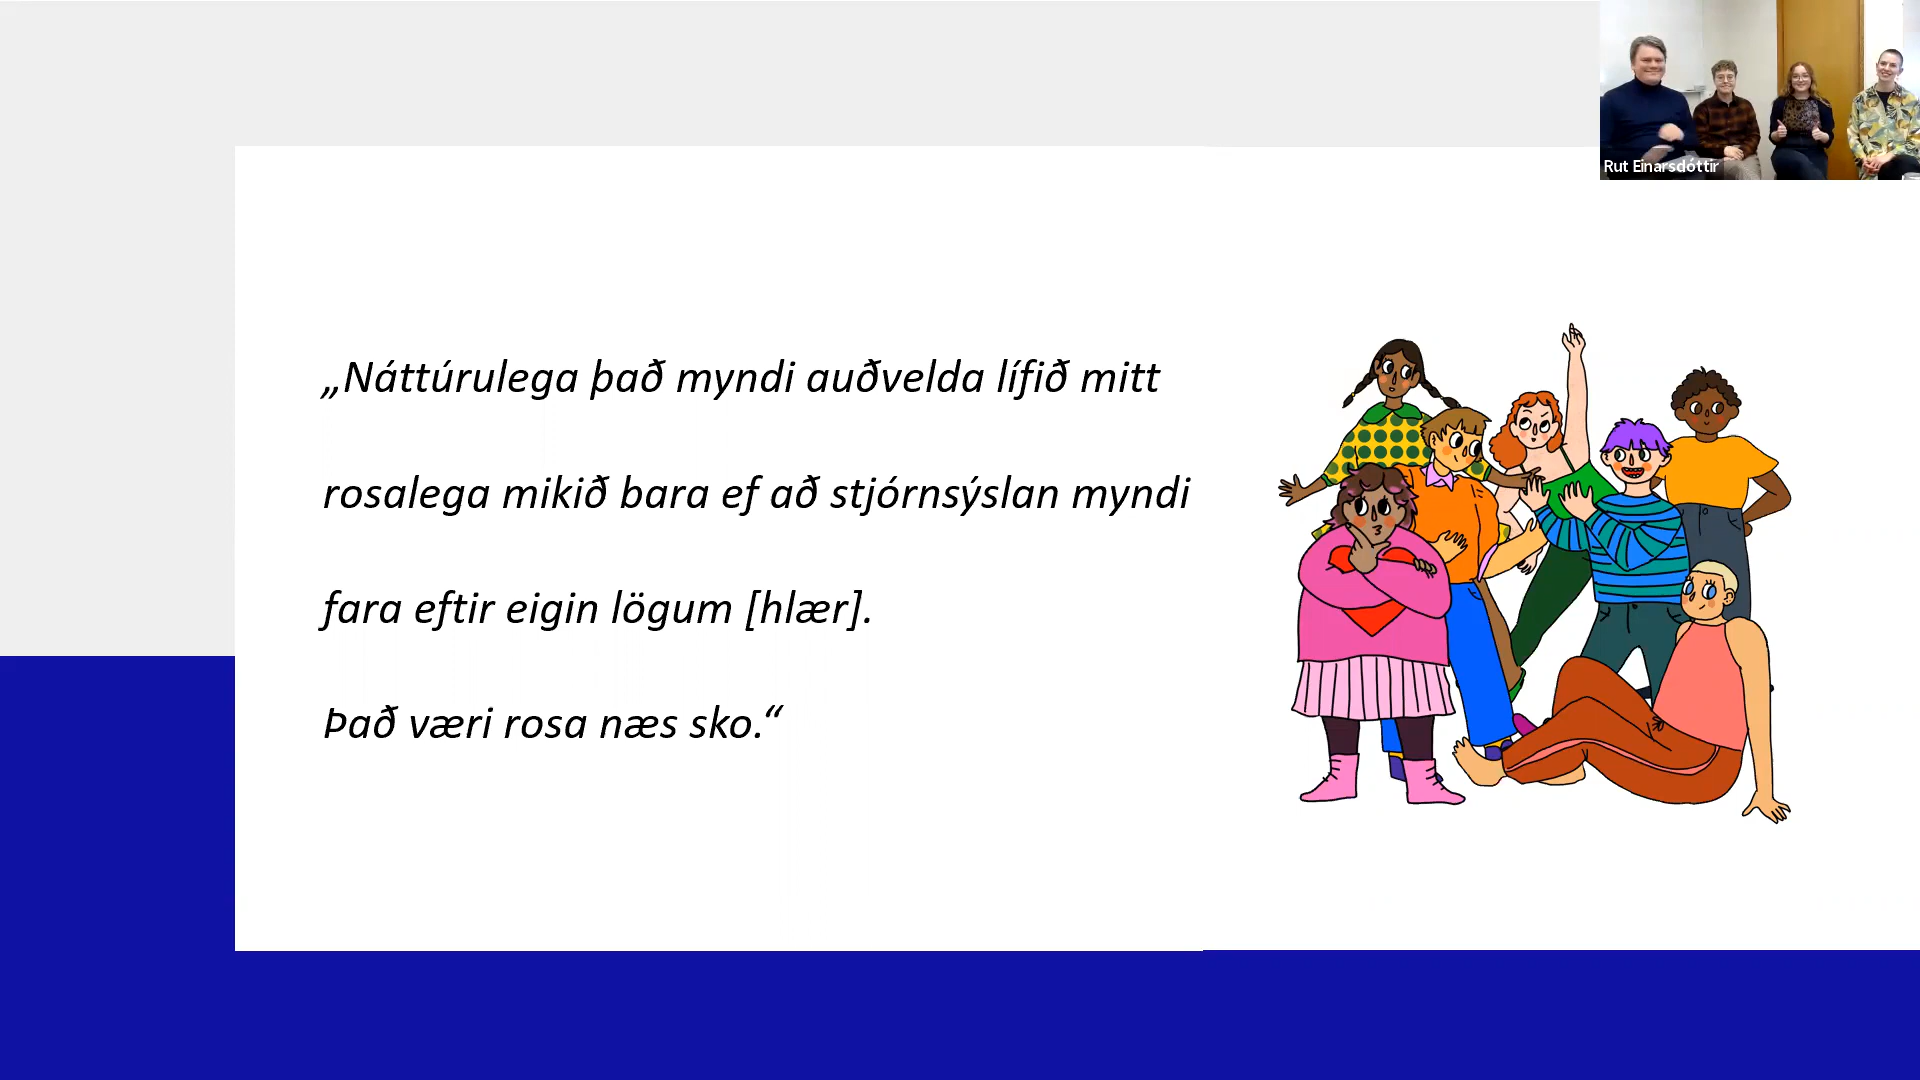 Rut Einarsdóttir
„Náttúrulega það myndi auðvelda lífið mitt
rosalega mikið bara ef að stjórnsýslan myndi
fara eftir eigin lögum [hlær].
Það væri rosa næs sko.“